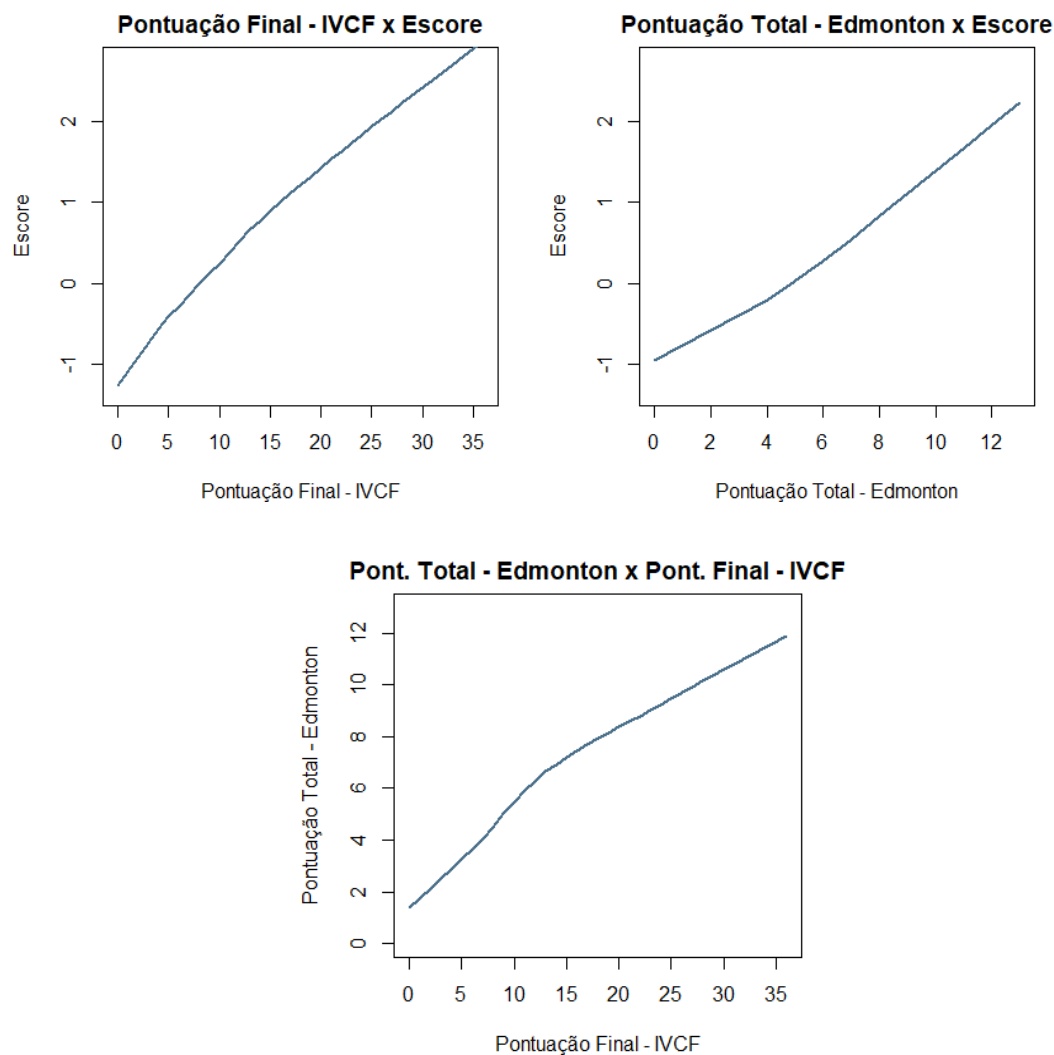 Pontuação Final - IVCF x Escore
Escore
2
1
0
-1
0 5 10 15 20 25 30 35
Pontuação Final - IVCF
Pontuação Total - Edmonton x Escore
Escore
2
1
0
-1
0 2 4 6 8 10 12
Pontuação Total - Edmonton
Pont. Total - Edmonton x Pont. Final - IVCF
Pontuação Total - Edmonton
12
10
8
6
4
2
0
0 5 10 15 20 25 30 35
Pontuação Final - IVCF